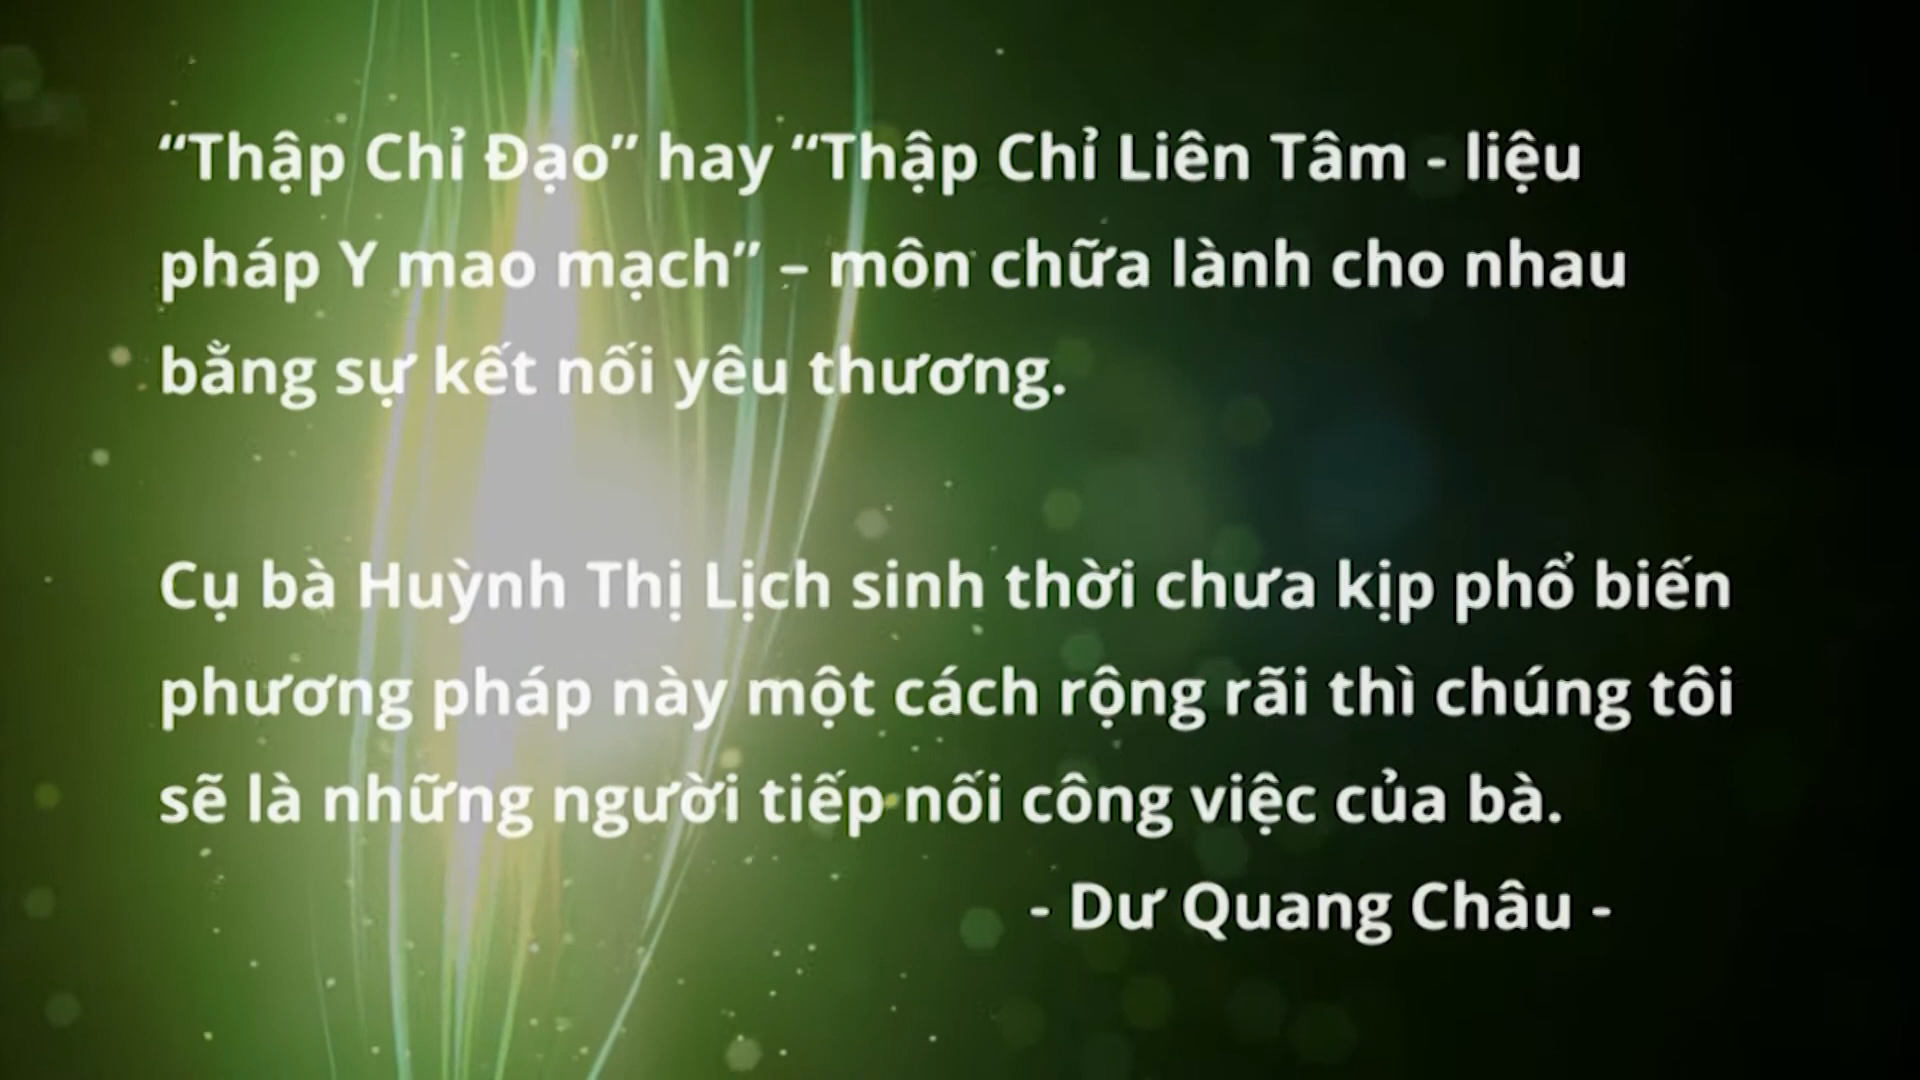 “Thập Chỉ Đạo” hay “Thập Chỉ Liên Tâm - liệu
pháp Y mao mạch” – môn chữa lành cho nhau
bằng sự kết nối yêu thương.
Cụ bà Huỳnh Thị Lịch sinh thời chưa kịp phổ biến
phương pháp này một cách rộng rãi thì chúng tôi
sẽ là những người tiếp nối công việc của bà.
- Dư Quang Châu -